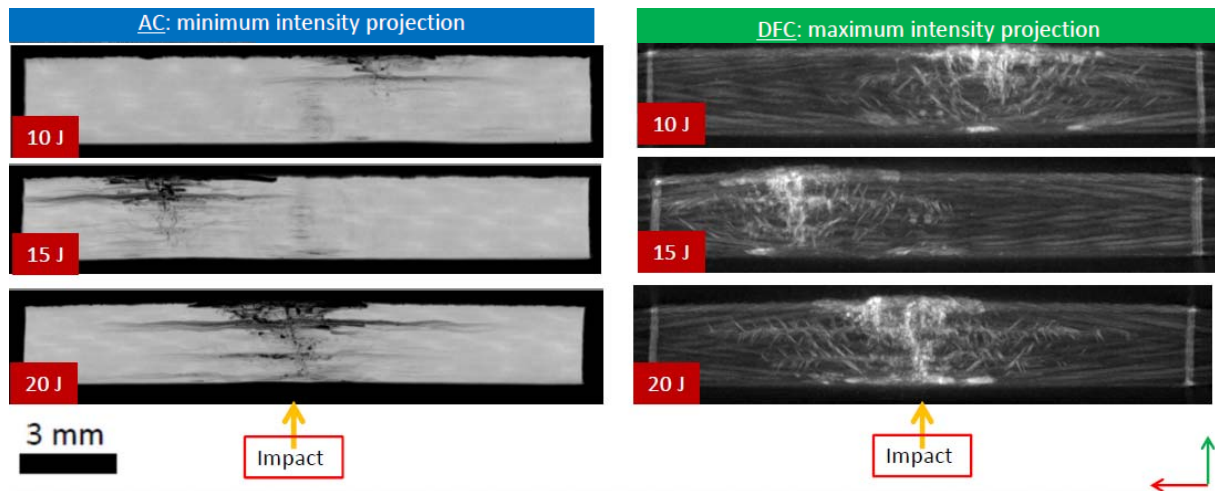 AC: minimum intensity projection
DFC: maximum intensity projection
10 J
10 J
15 J
15 J
20 J
20 J
3 mm
Impact
Impact